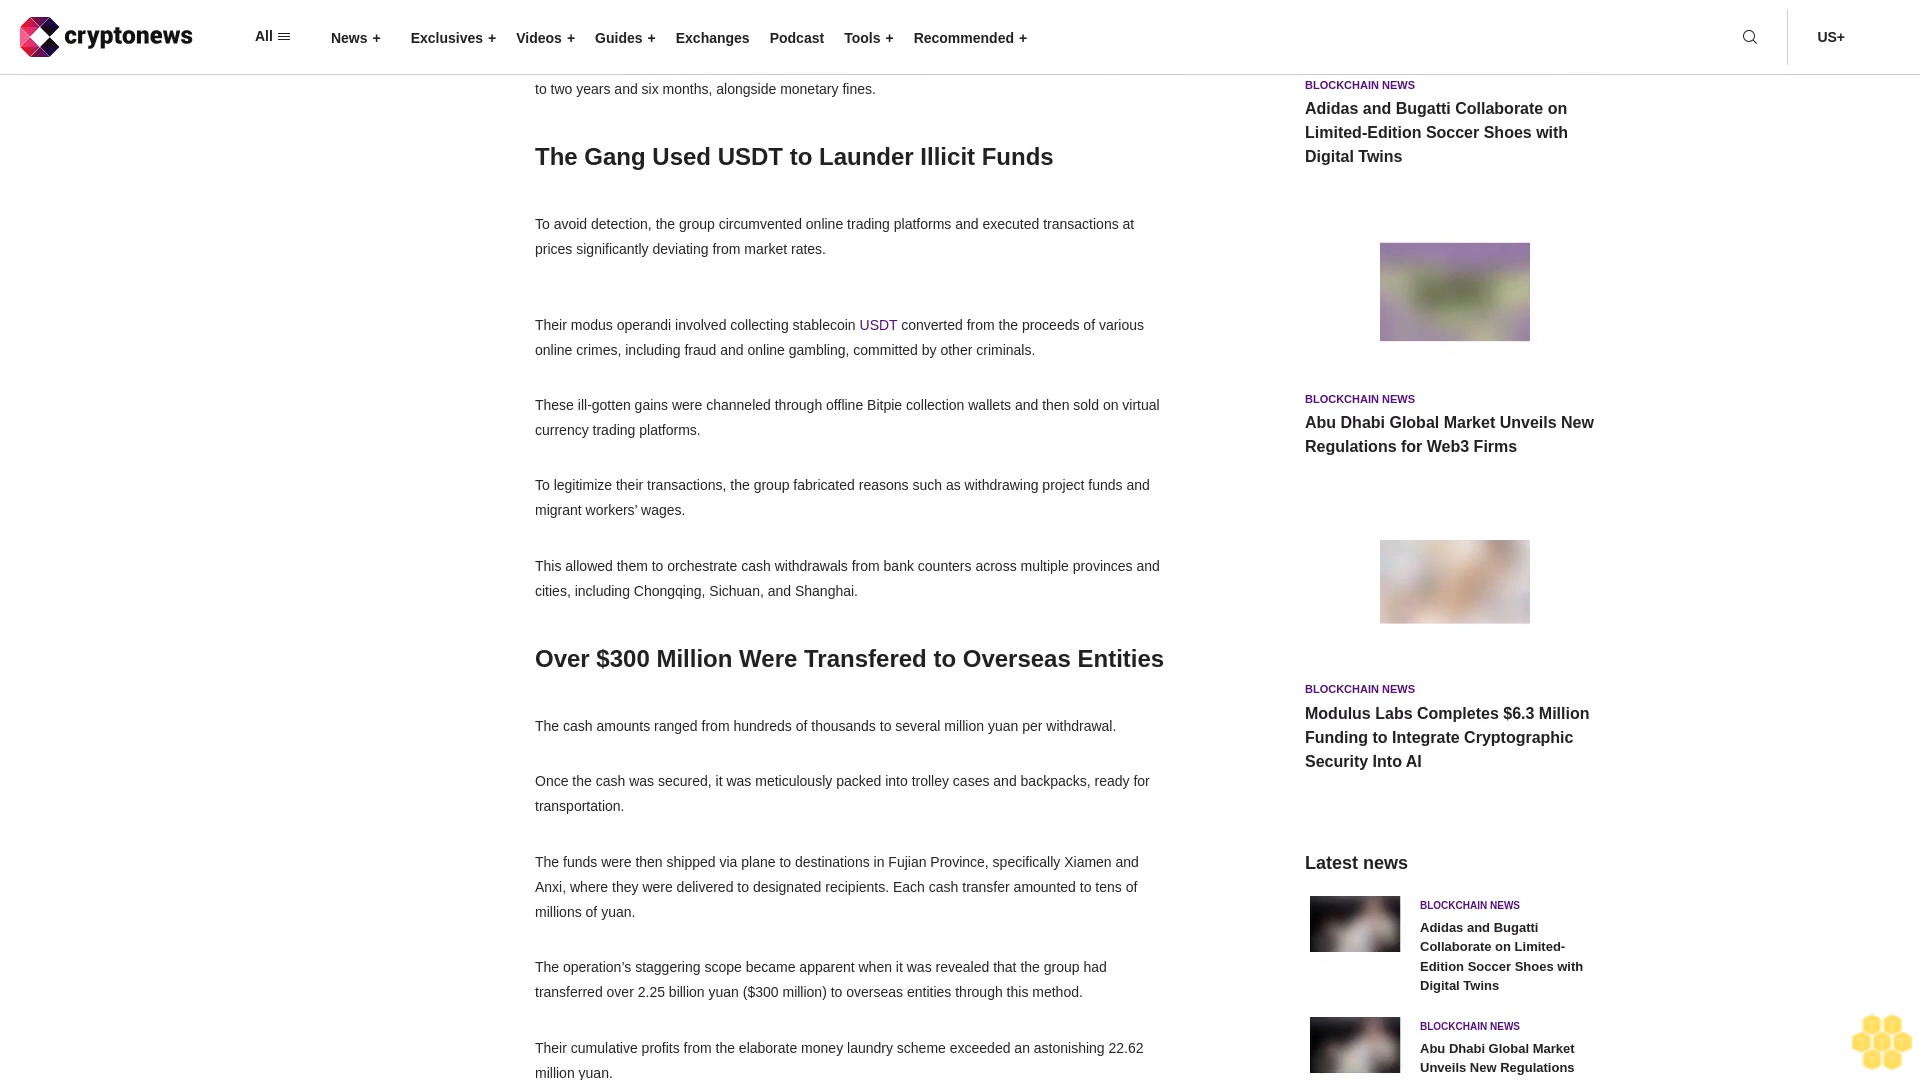 cryptonews
All
News +
Exclusives +
Videos +
Guides +
Exchanges
Podcast
Tools +
Recommended +
US+
to two years and six months, alongside monetary fines.
The Gang Used USDT to Launder Illicit Funds
To avoid detection, the group circumvented online trading platforms and executed transactions at
prices significantly deviating from market rates.
Their modus operandi involved collecting stablecoin USDT converted from the proceeds of various
online crimes, including fraud and online gambling, committed by other criminals.
These ill-gotten gains were channeled through offline Bitpie collection wallets and then sold on virtual
currency trading platforms.
To legitimize their transactions, the group fabricated reasons such as withdrawing project funds and
migrant workers’ wages.
This allowed them to orchestrate cash withdrawals from bank counters across multiple provinces and
cities, including Chongqing, Sichuan, and Shanghai.
Over $300 Million Were Transfered to Overseas Entities
The cash amounts ranged from hundreds of thousands to several million yuan per withdrawal.
Once the cash was secured, it was meticulously packed into trolley cases and backpacks, ready for
transportation.
The funds were then shipped via plane to destinations in Fujian Province, specifically Xiamen and
Anxi, where they were delivered to designated recipients. Each cash transfer amounted to tens of
millions of yuan.
The operation’s staggering scope became apparent when it was revealed that the group had
transferred over 2.25 billion yuan ($300 million) to overseas entities through this method.
Their cumulative profits from the elaborate money laundry scheme exceeded an astonishing 22.62
million yuan.
BLOCKCHAIN NEWS
Adidas and Bugatti Collaborate on
Limited-Edition Soccer Shoes with
Digital Twins
BLOCKCHAIN NEWS
Abu Dhabi Global Market Unveils New
Regulations for Web3 Firms
BLOCKCHAIN NEWS
Modulus Labs Completes $6.3 Million
Funding to Integrate Cryptographic
Security Into AI
Latest news
BLOCKCHAIN NEWS
Adidas and Bugatti
Collaborate on Limited-
Edition Soccer Shoes with
Digital Twins
BLOCKCHAIN NEWS
Abu Dhabi Global Market
Unveils New Regulations